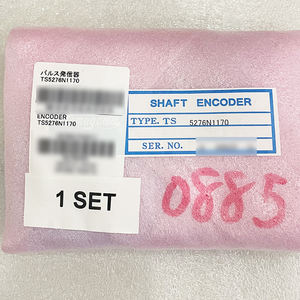 パルス発信器
TS5276N1170
ENCODER
TS5276N1170
1 SET
SHAFT ENCODER
TYPE. TS 5276N1170
SER. NO.
0885